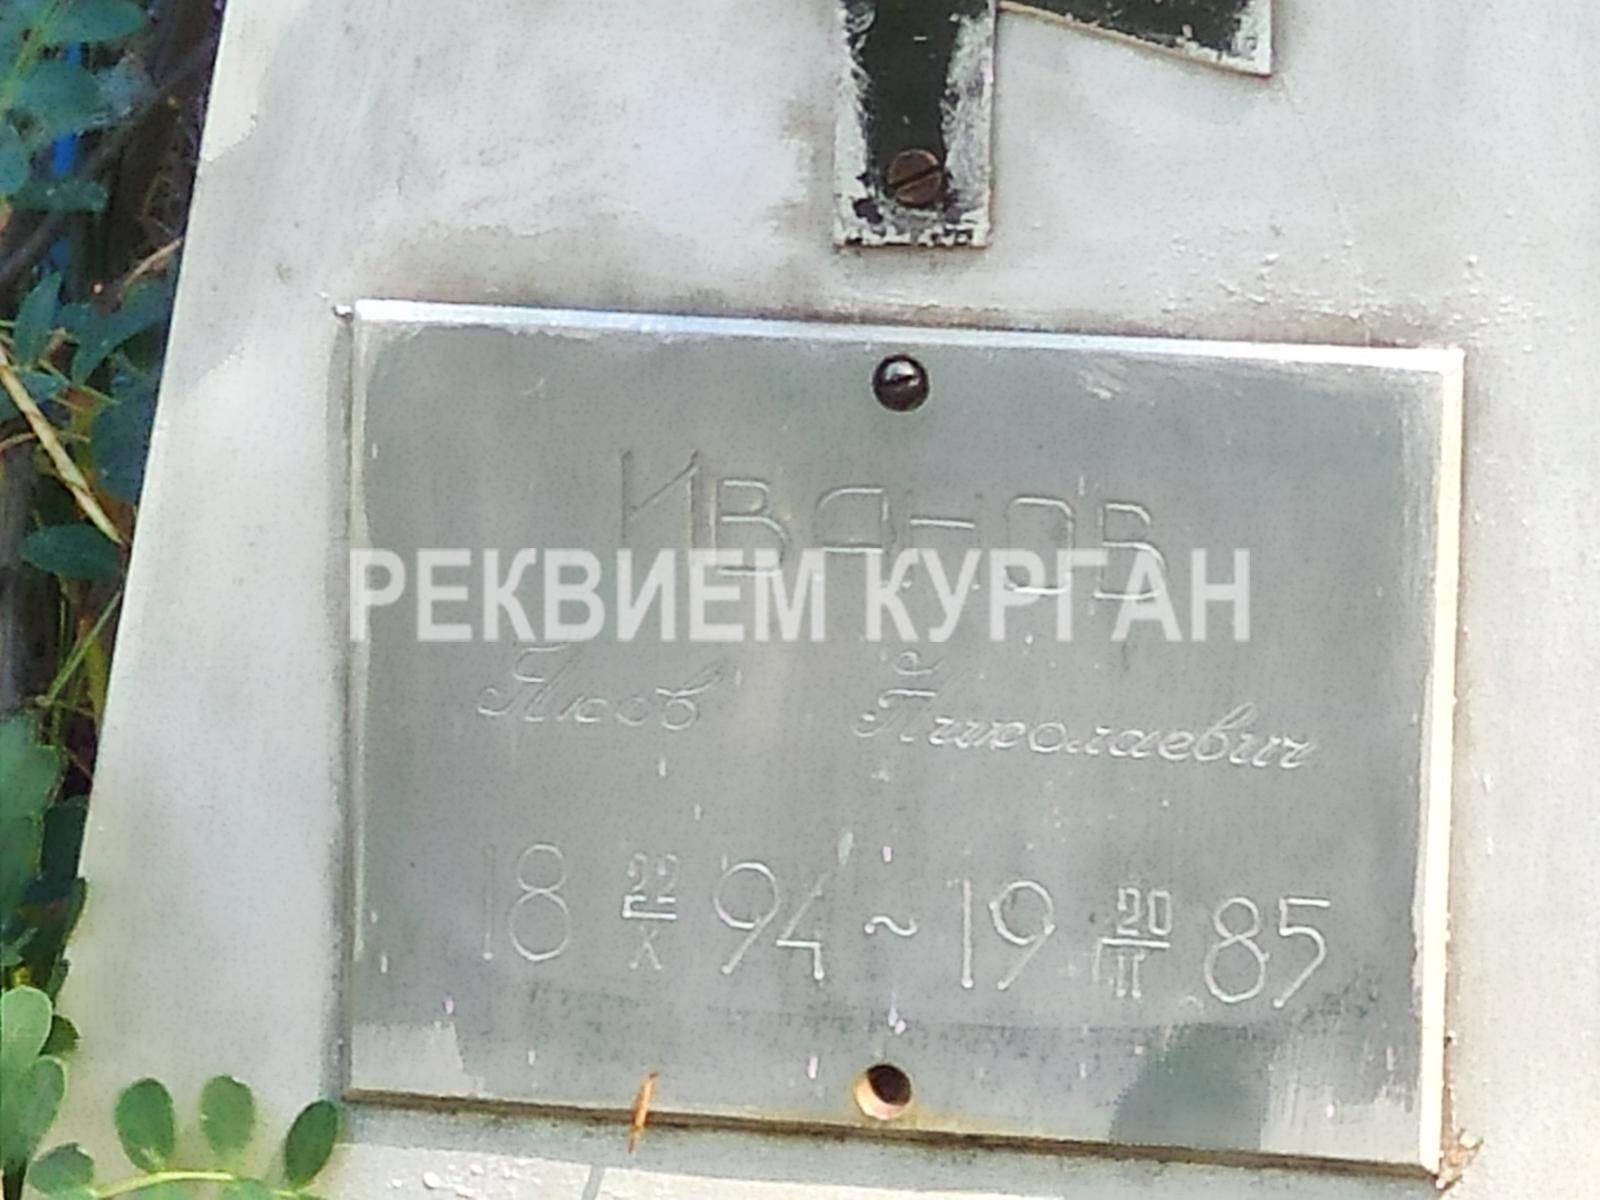 ИВАНОВ
РЕКВИЕМ КУРГАН
Яков Николаевич
18 22/X 94 ~ 19 20/II 85